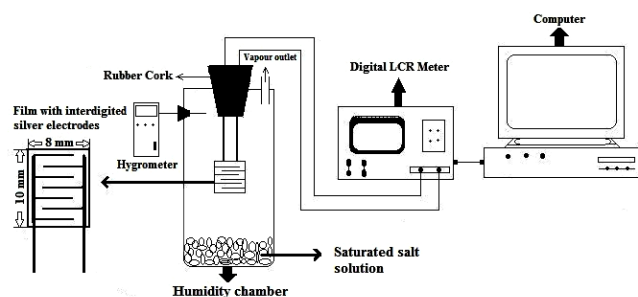 Computer
Vapour outlet
Rubber Cork
Digital LCR Meter
Film with interdigited
silver electrodes
8 mm
10 mm
Hygrometer
Saturated salt
solution
Humidity chamber